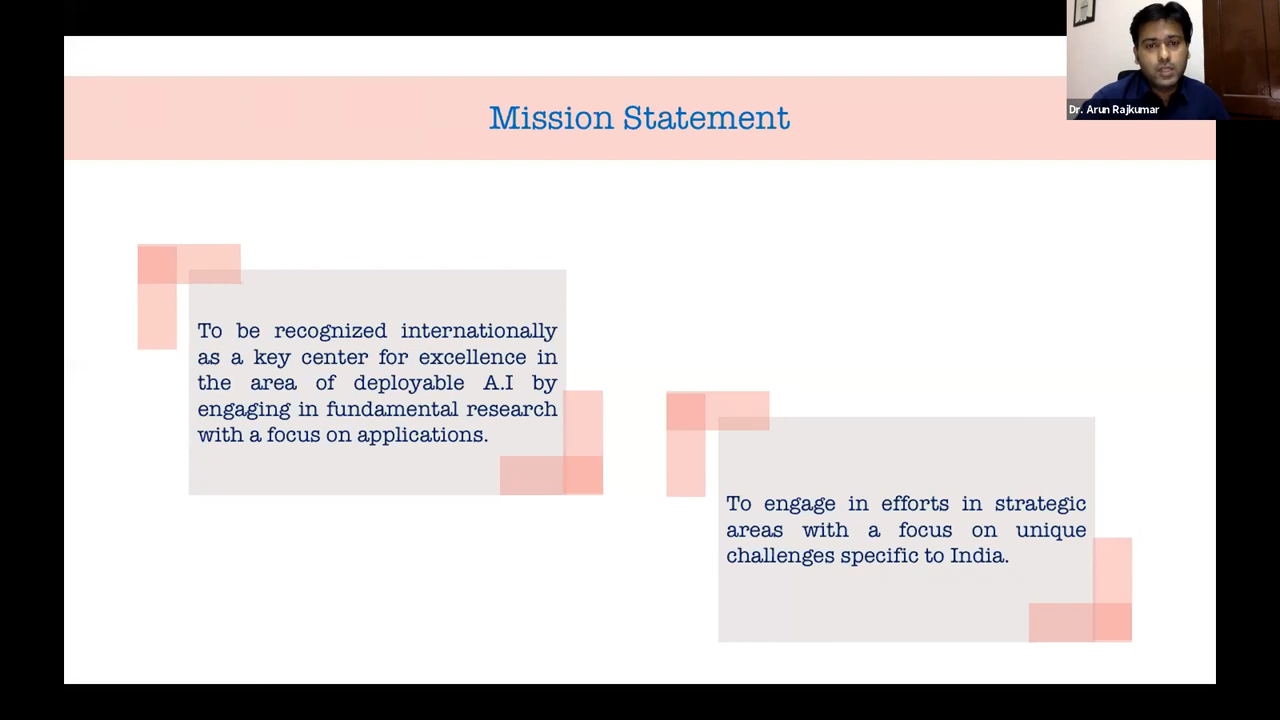 Dr. Arun Rajkumar
Mission Statement
To be recognized internationally
as a key center for excellence in
the area of deployable A.I by
engaging in fundamental research
with a focus on applications.
To engage in efforts in strategic
areas with a focus on unique
challenges specific to India.